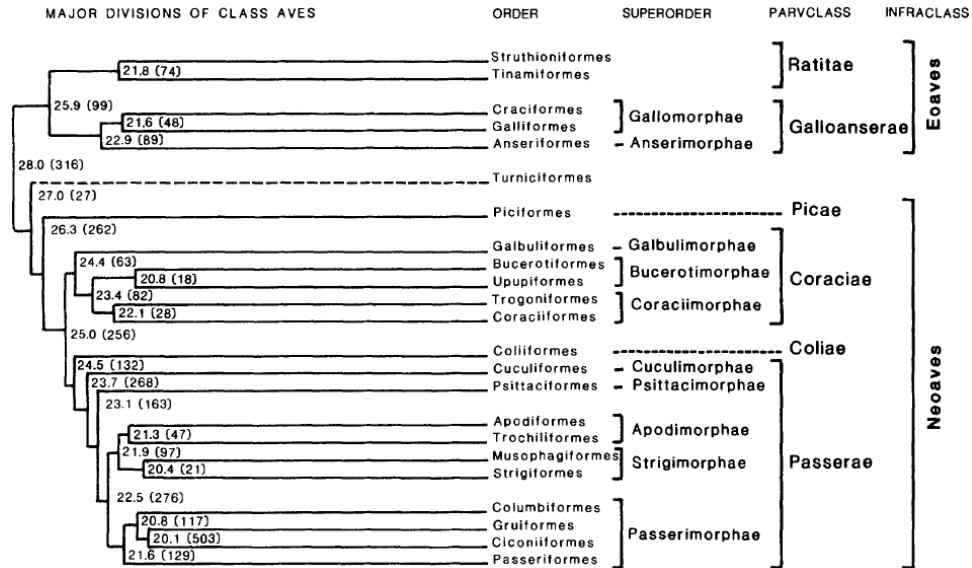 MAJOR DIVISIONS OF CLASS AVES ORDER SUPERORDER PARVCLASS INFRACLASS
Struthioniformes
21.8 (74) Ratitae
Tinamiformes
25.9 (99) Craciformes
21.6 (48) Gallomorphae
Galliformes Galloanserae Eoaves
22.9 (89) Anseriformes Anserimorphae
28.0 (316)
Turniciformes
27.0 (27)
Piciformes Picae
26.3 (262)
Galbuliformes Galbulimorphae
24.4 (63) Bucerotiformes
20.8 (18) Bucerotimorphae
Upupiformes Coraciae
23.4 (82) Trogoniformes
22.1 (28) Coraciimorphae
Coraciiformes
25.0 (256)
Coliiformes Coliae
24.5 (132) Cuculiformes Cuculimorphae
23.7 (268) Psittaciformes Psittacimorphae
23.1 (163) Neoaves
Apodiformes
21.3 (47) Apodimorphae
Trochiliformes
21.9 (97) Musophagiformes
20.4 (21) Strigimorphae Passerae
Strigiformes
22.5 (276)
Columbiformes
20.8 (117) Gruiformes
20.1 (503) Passerimorphae
Ciconiiformes
21.6 (129) Passeriformes